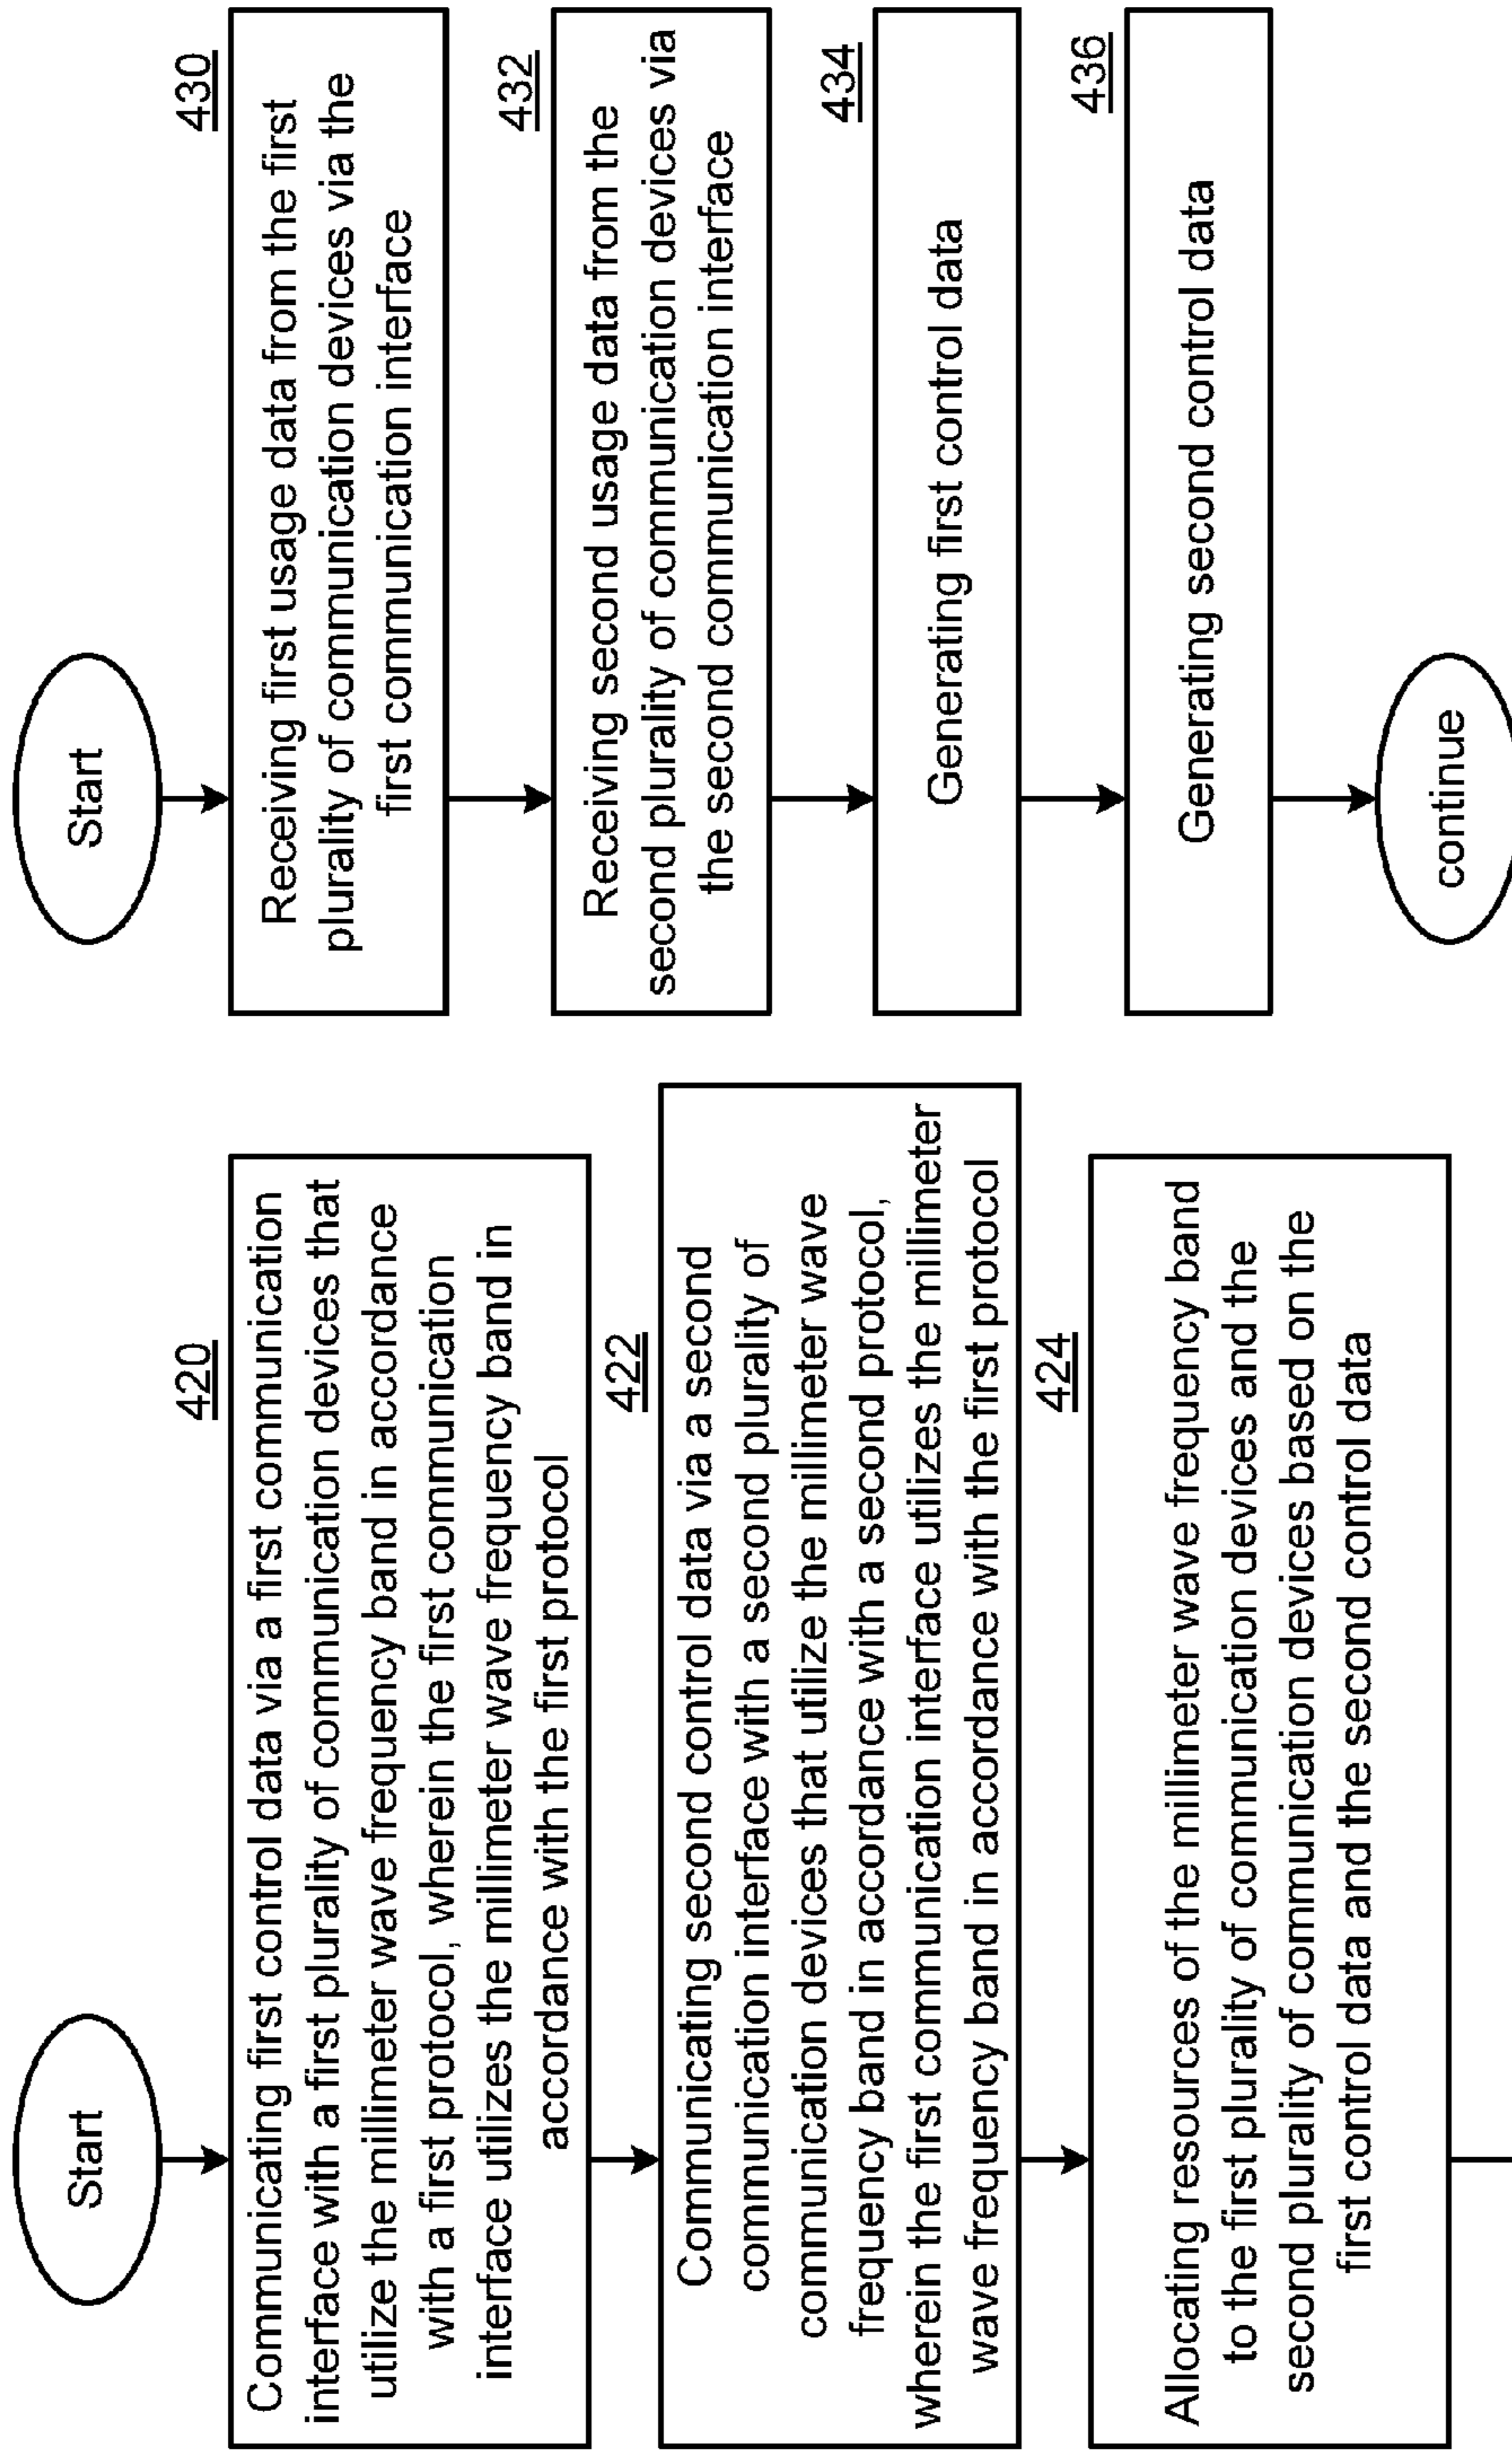 Start
420
Communicating first control data via a first communication
interface with a first plurality of communication devices that
utilize the millimeter wave frequency band in accordance
with a first protocol, wherein the first communication
interface utilizes the millimeter wave frequency band in
accordance with the first protocol
422
Communicating second control data via a second
communication interface with a second plurality of
communication devices that utilize the millimeter wave
frequency band in accordance with a second protocol,
wherein the first communication interface utilizes the millimeter
wave frequency band in accordance with the first protocol
424
Allocating resources of the millimeter wave frequency band
to the first plurality of communication devices and the
second plurality of communication devices based on the
first control data and the second control data
Start
430
Receiving first usage data from the first
plurality of communication devices via the
first communication interface
432
Receiving second usage data from the
second plurality of communication devices via
the second communication interface
434
Generating first control data
436
Generating second control data
continue